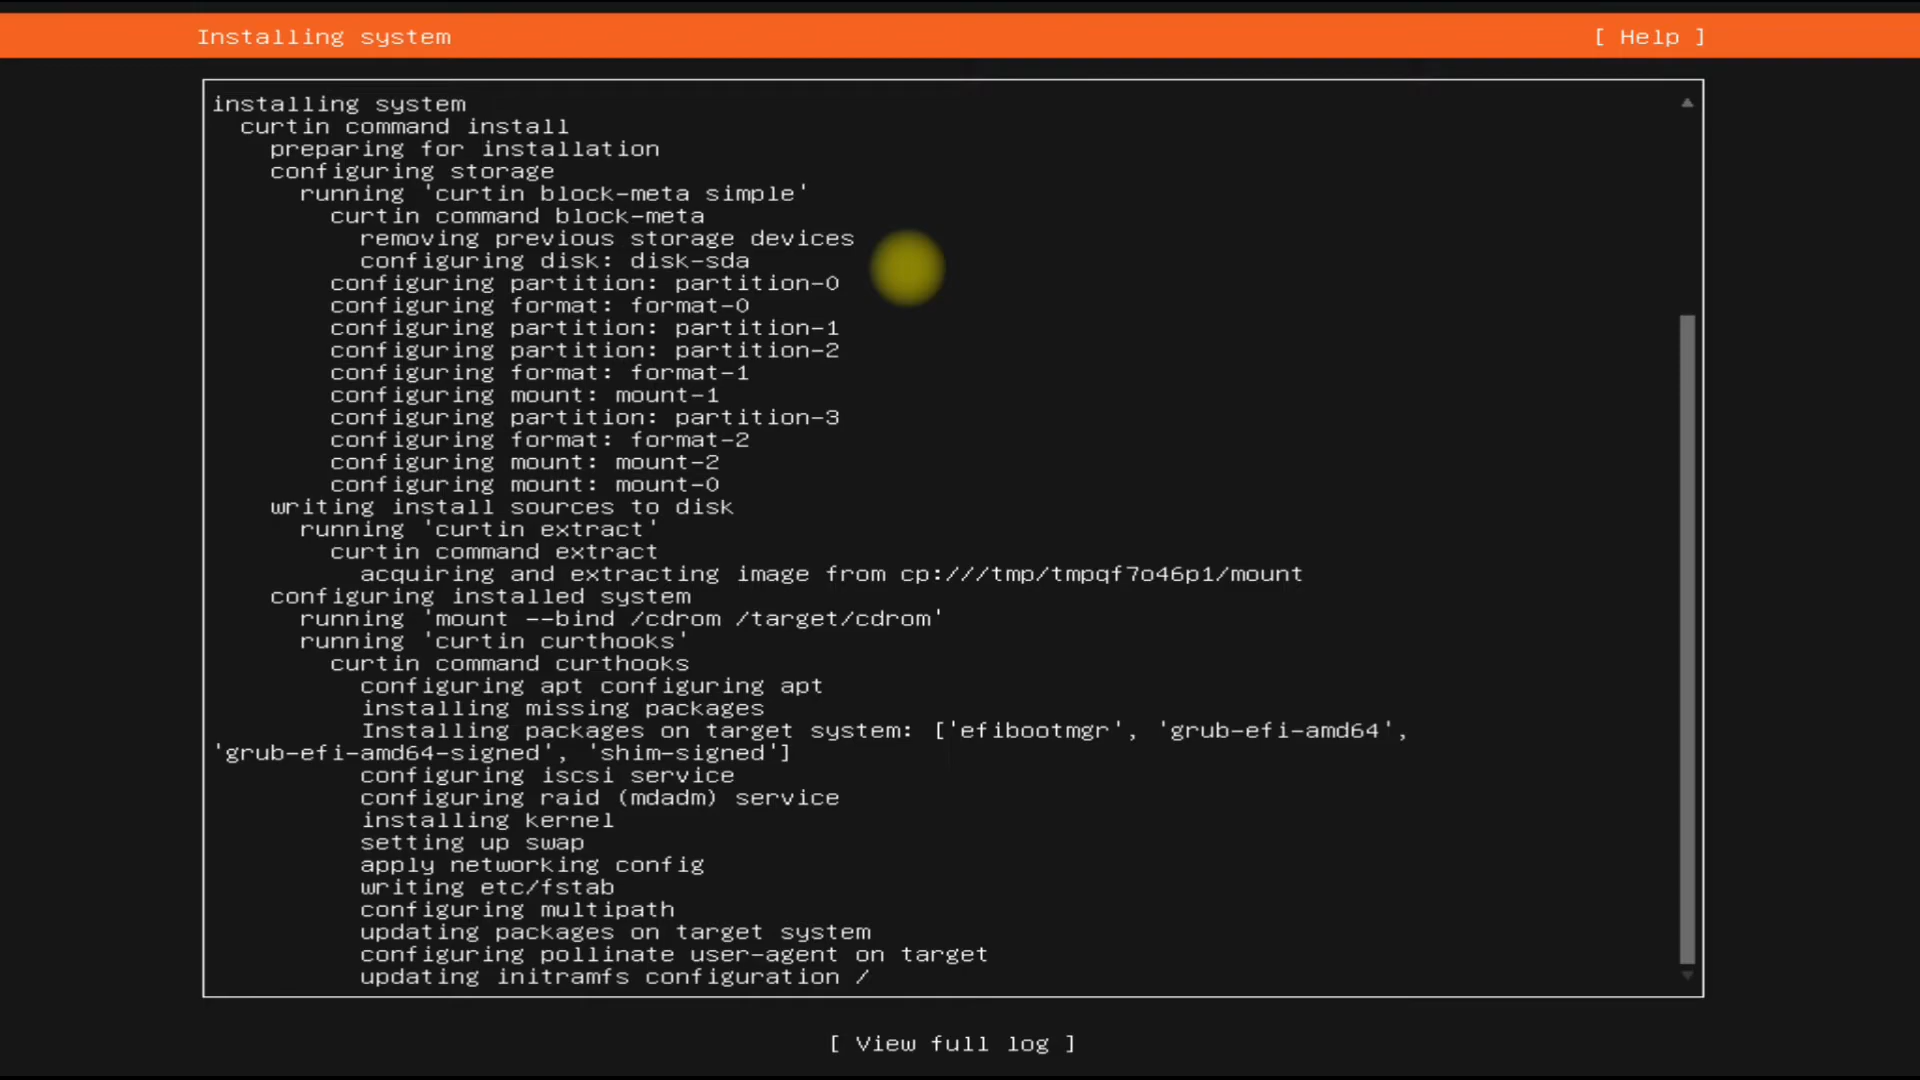 Installing system
[ Help ]
installing system
curtin command install
preparing for installation
configuring storage
running 'curtin block-meta simple'
curtin command block-meta
removing previous storage devices
configuring disk: disk-sda
configuring partition: partition-0
configuring format: format-0
configuring partition: partition-1
configuring partition: partition-2
configuring format: format-1
configuring mount: mount-1
configuring partition: partition-3
configuring format: format-2
configuring mount: mount-2
configuring mount: mount-0
writing install sources to disk
running 'curtin extract'
curtin command extract
acquiring and extracting image from cp:///tmp/tmpqf7o46p1/mount
configuring installed system
running 'mount --bind /cdrom /target/cdrom'
running 'curtin curthooks'
curtin command curthooks
configuring apt configuring apt
installing missing packages
Installing packages on target system: ['efibootmgr', 'grub-efi-amd64',
'grub-efi-amd64-signed', 'shim-signed']
configuring iscsi service
configuring raid (mdadm) service
installing kernel
setting up swap
apply networking config
writing etc/fstab
configuring multipath
updating packages on target system
configuring pollinate user-agent on target
updating initramfs configuration /
[ View full log ]